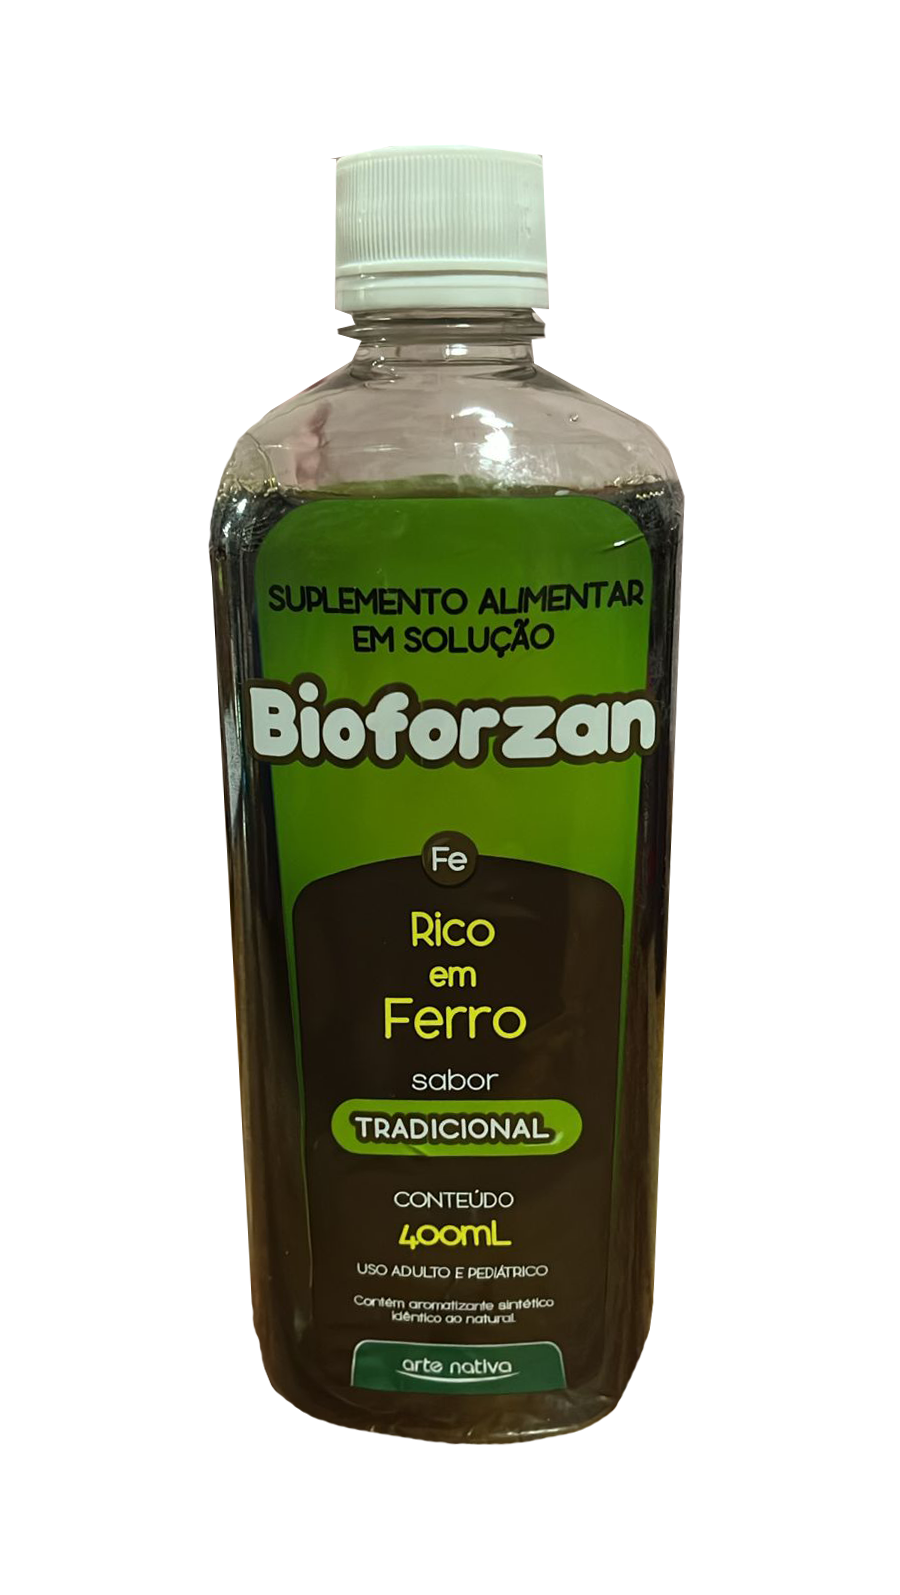 SUPLEMENTO ALIMENTAR
EM SOLUÇÃO
Bioforzan
Fe
Rico
em
Ferro
sabor
TRADICIONAL
CONTEÚDO
400mL
USO ADULTO E PEDIÁTRICO
Contém aromatizante sintético
idêntico ao natural.
arte nativa